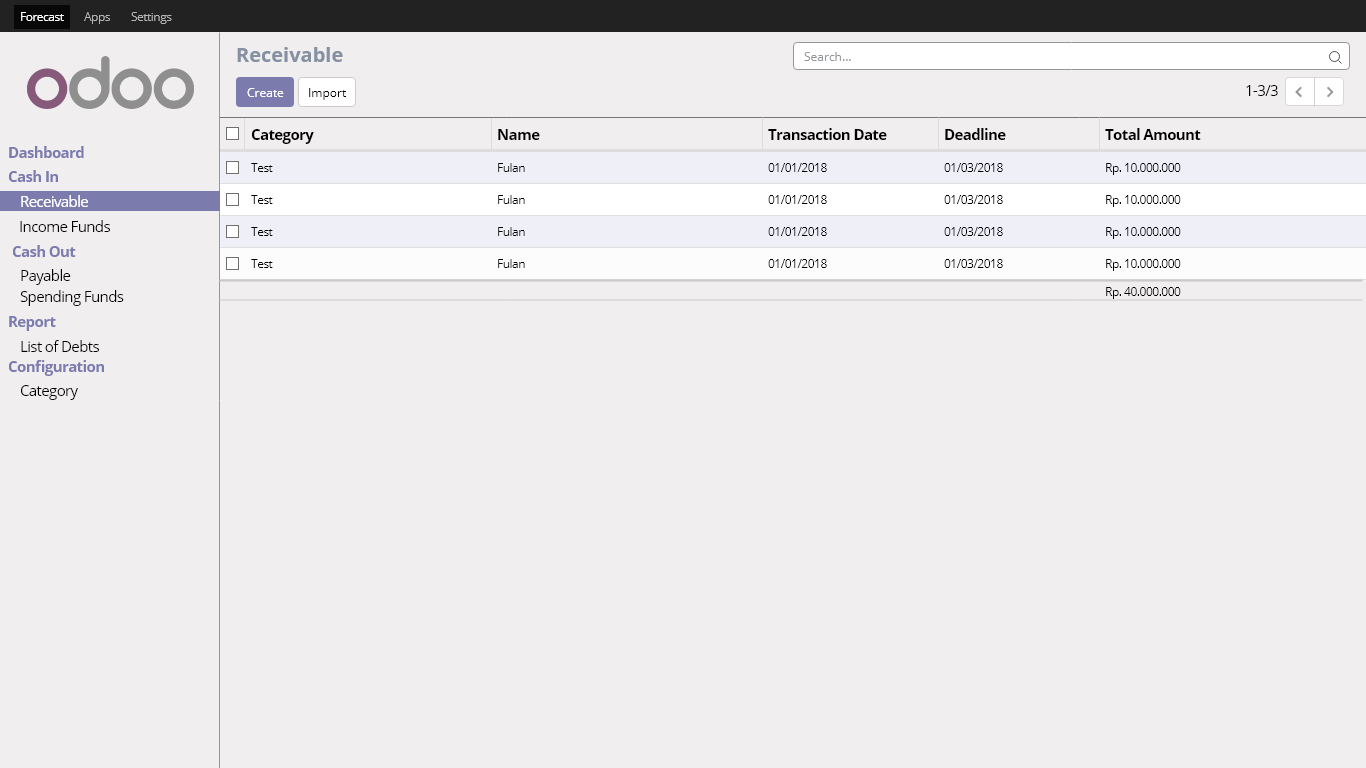 Forecast Apps Settings
odoo
Receivable
Search...
Create Import
1-3/3
Dashboard
Cash In
Receivable
Income Funds
Cash Out
Payable
Spending Funds
Report
List of Debts
Configuration
Category
Category Name Transaction Date Deadline Total Amount
Test Fulan 01/01/2018 01/03/2018 Rp. 10.000.000
Test Fulan 01/01/2018 01/03/2018 Rp. 10.000.000
Test Fulan 01/01/2018 01/03/2018 Rp. 10.000.000
Test Fulan 01/01/2018 01/03/2018 Rp. 10.000.000
Rp. 40.000.000